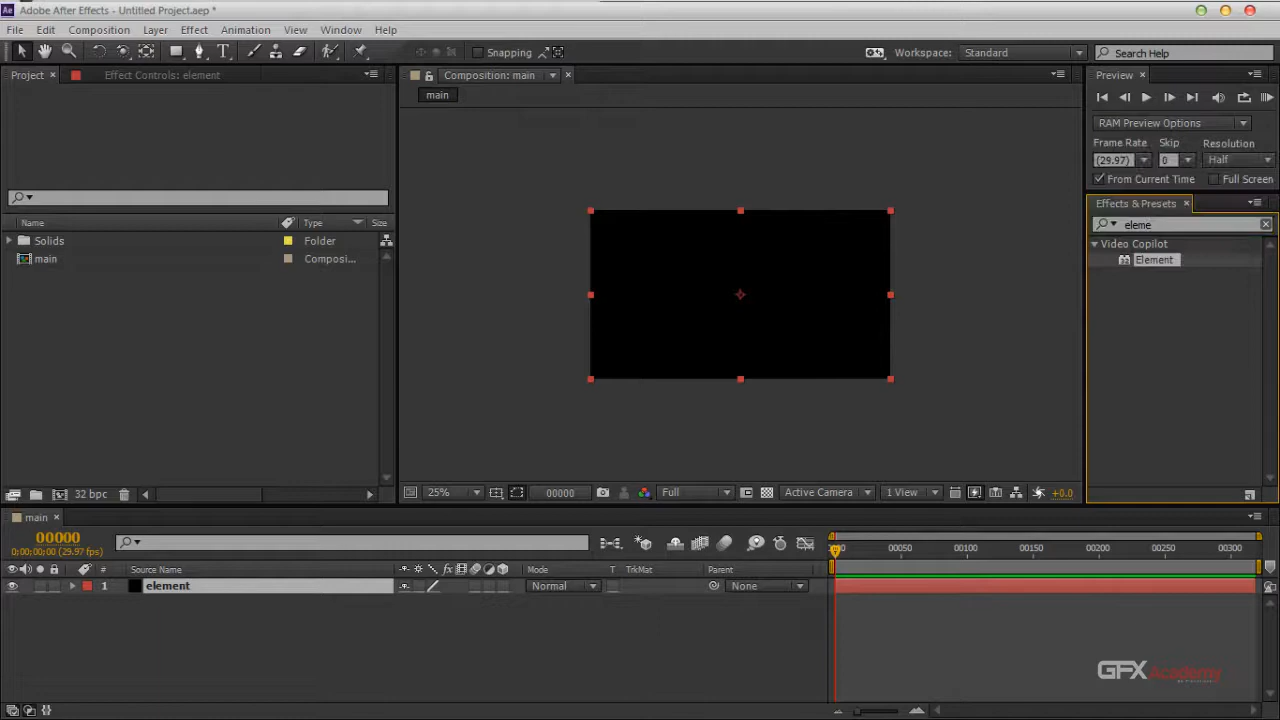 Adobe After Effects - Untitled Project.aep *
File Edit Composition Layer Effect Animation View Window Help
Snapping
Workspace: Standard
Search Help
Project
Effect Controls: element
Composition: main
main
Preview
RAM Preview Options
Frame Rate Skip Resolution
(29.97) 0 Half
From Current Time Full Screen
Effects & Presets
eleme
Video Copilot
Element
Name Type Size
Solids Folder
main Composi...
32 bpc
25% 00000 Full Active Camera 1 View +0.0
main
00000
0;00;00;00 (29.97 fps)
# Source Name Mode T TrkMat Parent
1 element Normal None
00050 00100 00150 00200 00250 00300
GFX Academy